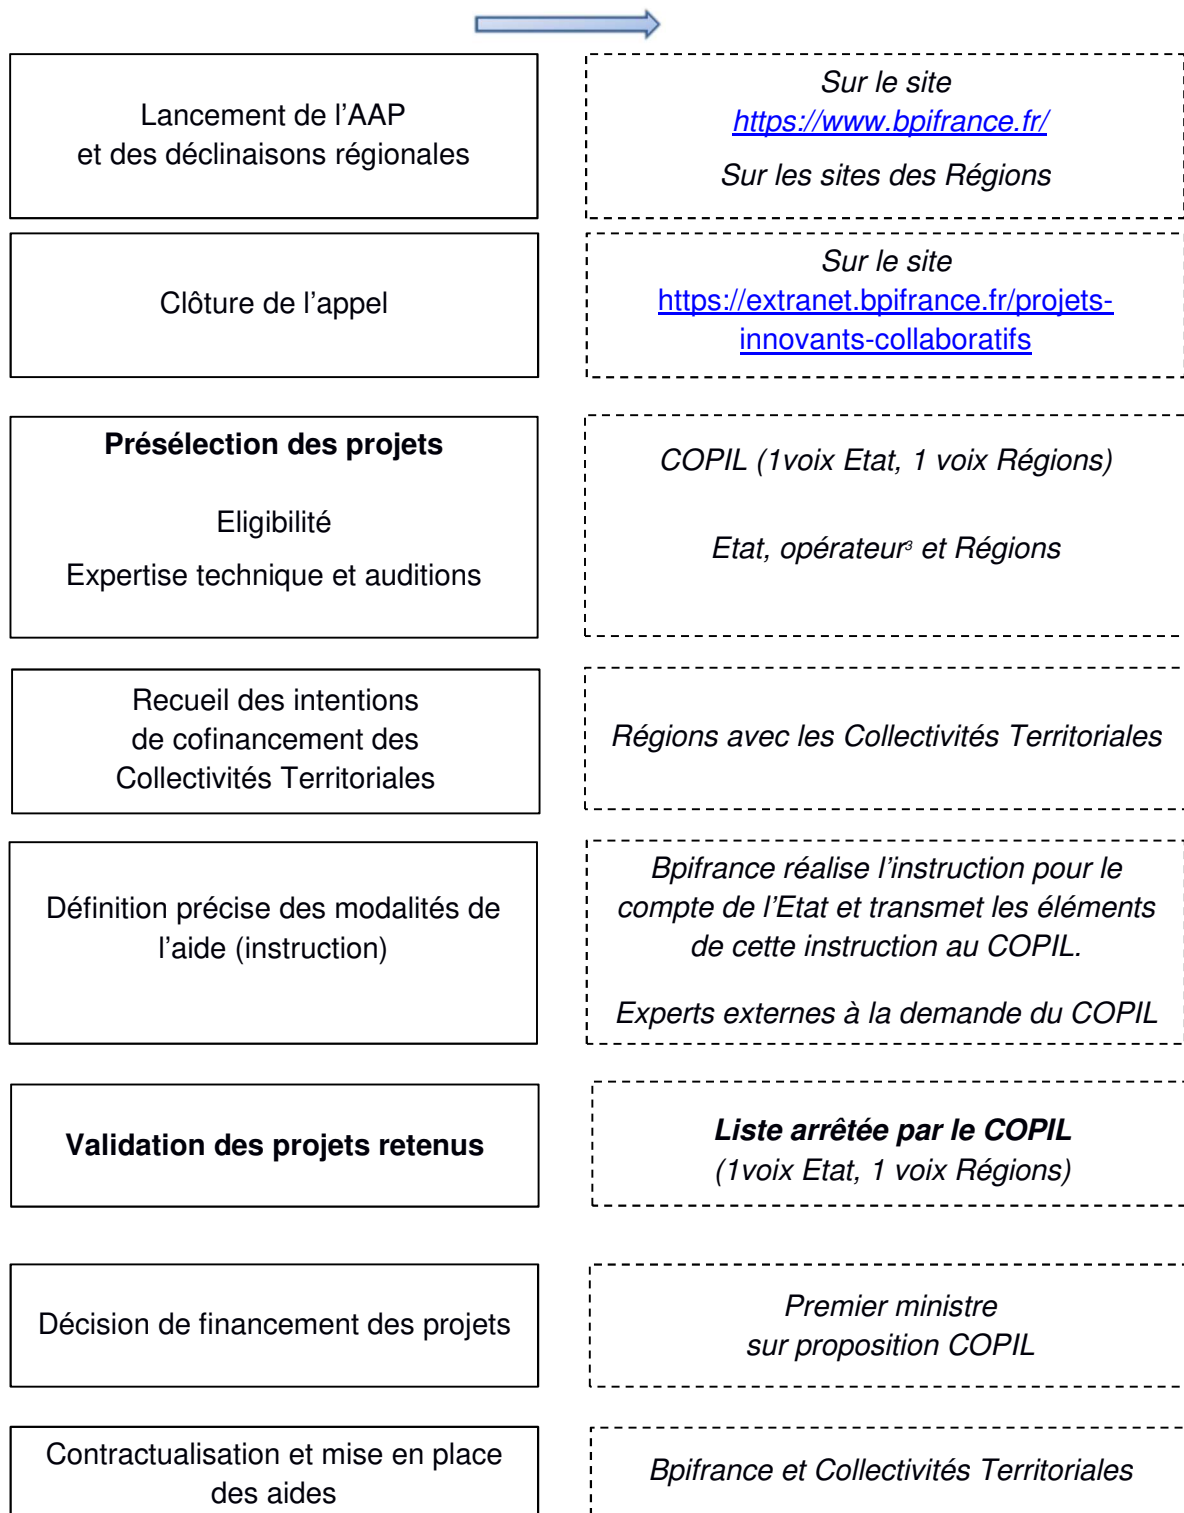 Lancement de l’AAP
et des déclinaisons régionales
Sur le site
https://www.bpifrance.fr/
Sur les sites des Régions
Clôture de l’appel
Sur le site
https://extranet.bpifrance.fr/projets-
innovants-collaboratifs
Présélection des projets
Eligibilité
Expertise technique et auditions
COPIL (1voix Etat, 1 voix Régions)
Etat, opérateur³ et Régions
Recueil des intentions
de cofinancement des
Collectivités Territoriales
Régions avec les Collectivités Territoriales
Définition précise des modalités de
l’aide (instruction)
Bpifrance réalise l’instruction pour le
compte de l’Etat et transmet les éléments
de cette instruction au COPIL.
Experts externes à la demande du COPIL
Validation des projets retenus
Liste arrêtée par le COPIL
(1voix Etat, 1 voix Régions)
Décision de financement des projets
Premier ministre
sur proposition COPIL
Contractualisation et mise en place
des aides
Bpifrance et Collectivités Territoriales